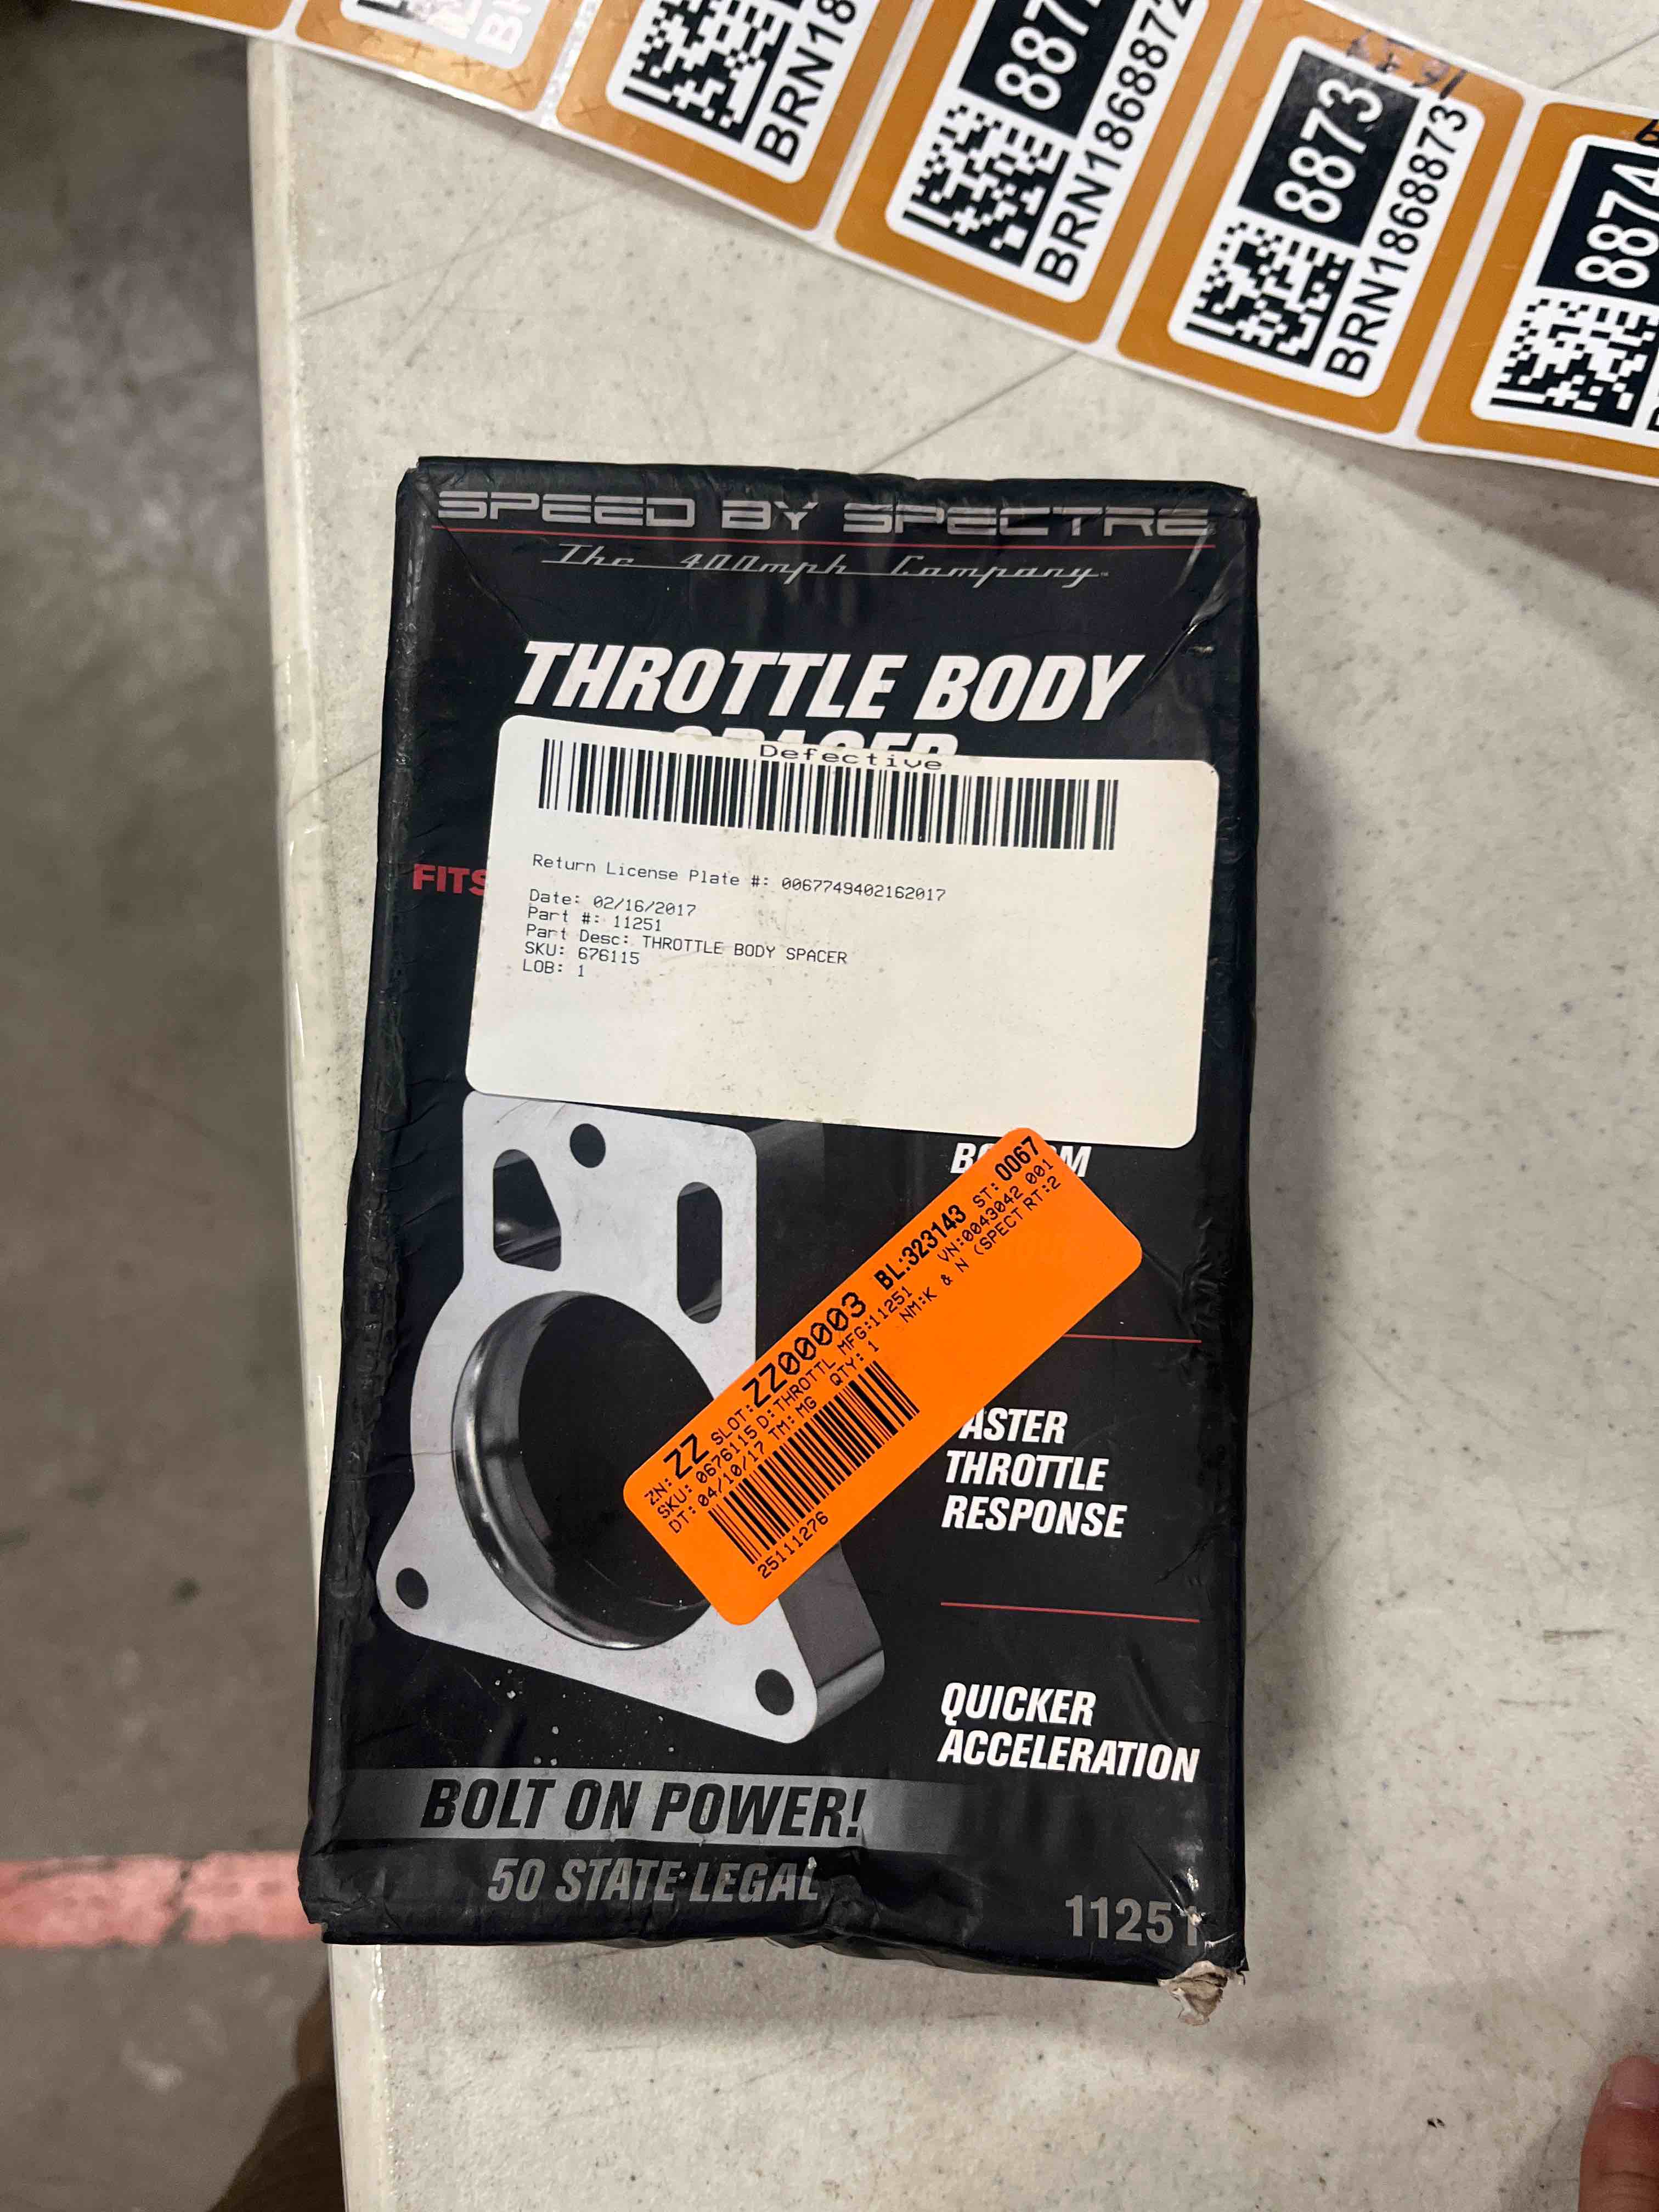 BRN18
887
BRN1868872
8873
BRN1868873
8874
SPEED BY SPECTRE
The 400mph Company
THROTTLE BODY
SPACER
Defective
FITS
Return License Plate #: 0067749402162017
Date: 02/16/2017
Part #: 11251
Part Desc: THROTTLE BODY SPACER
SKU: 676115
LOB: 1
ZN: ZZ SLOT:ZZ00003 BL:323143 ST:0067
SKU: 0676115 D:THROTTL MFG:11251 VN:0043042 001
DT: 04/10/17 TM:MG QTY: 1 NM:K & N (SPECT RT:2
25111276
ASTER
THROTTLE
RESPONSE
QUICKER
ACCELERATION
BOLT ON POWER!
50 STATE LEGAL
11251